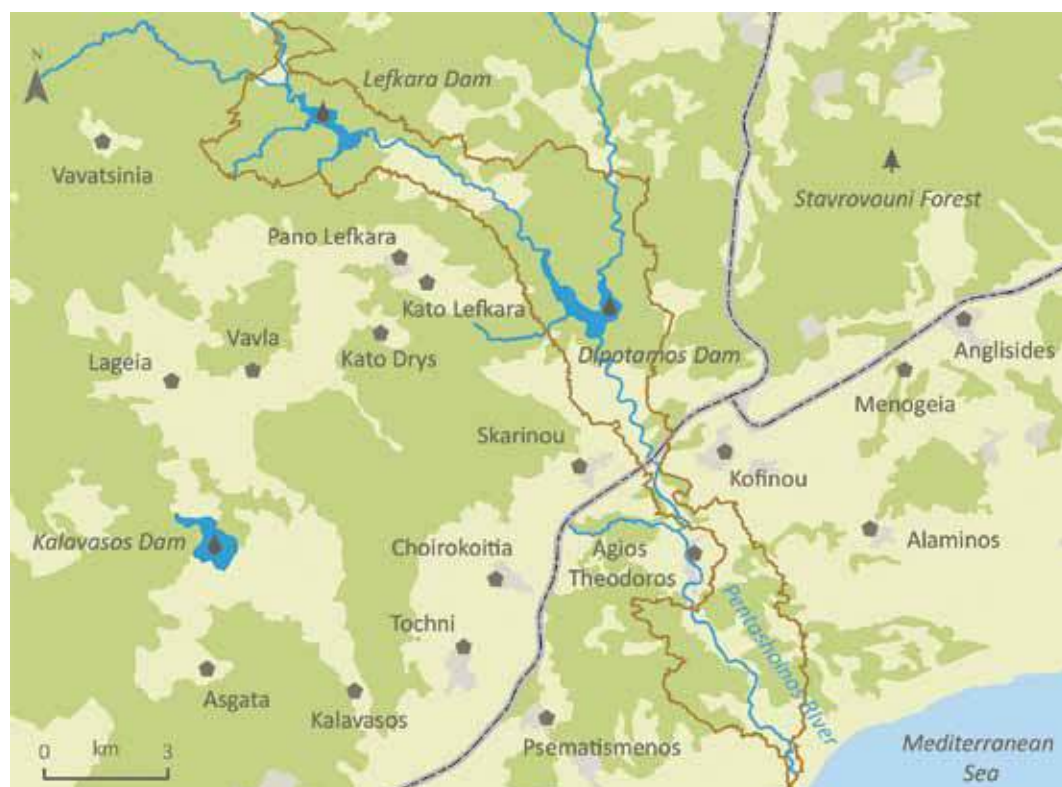 N
Lefkara Dam
Vavatsinia
Stavrovouni Forest
Pano Lefkara
Kato Lefkara
Vavla
Kato Drys
Dipotamos Dam
Lageia
Anglisides
Menogeia
Skarinou
Kofinou
Kalavasos Dam
Choirokoitia
Agios
Theodoros
Alaminos
Tochni
Pentashoinos River
Asgata
Kalavasos
Psematismenos
Mediterranean
Sea
0 km 3